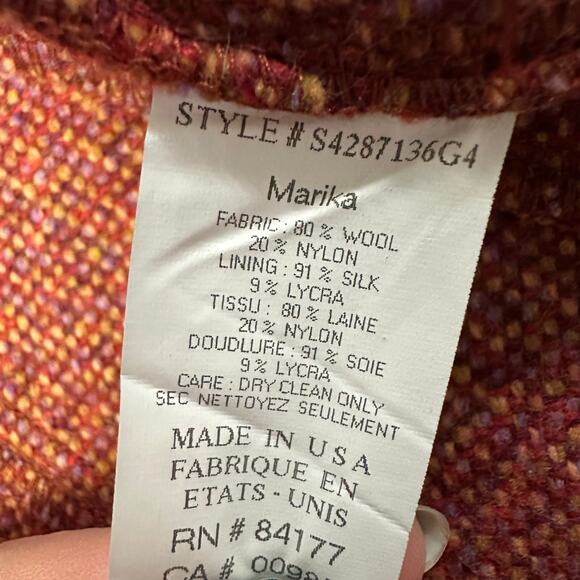 STYLE # S4287136G4
Marika
FABRIC : 80 % WOOL
20 % NYLON
LINING : 91 % SILK
9 % LYCRA
TISSU : 80 % LAINE
20 % NYLON
DOUDLURE : 91 % SOIE
9 % LYCRA
CARE : DRY CLEAN ONLY
SEC NETTOYEZ SEULEMENT
MADE IN USA
FABRIQUE EN
ETATS - UNIS
RN # 84177
CA #